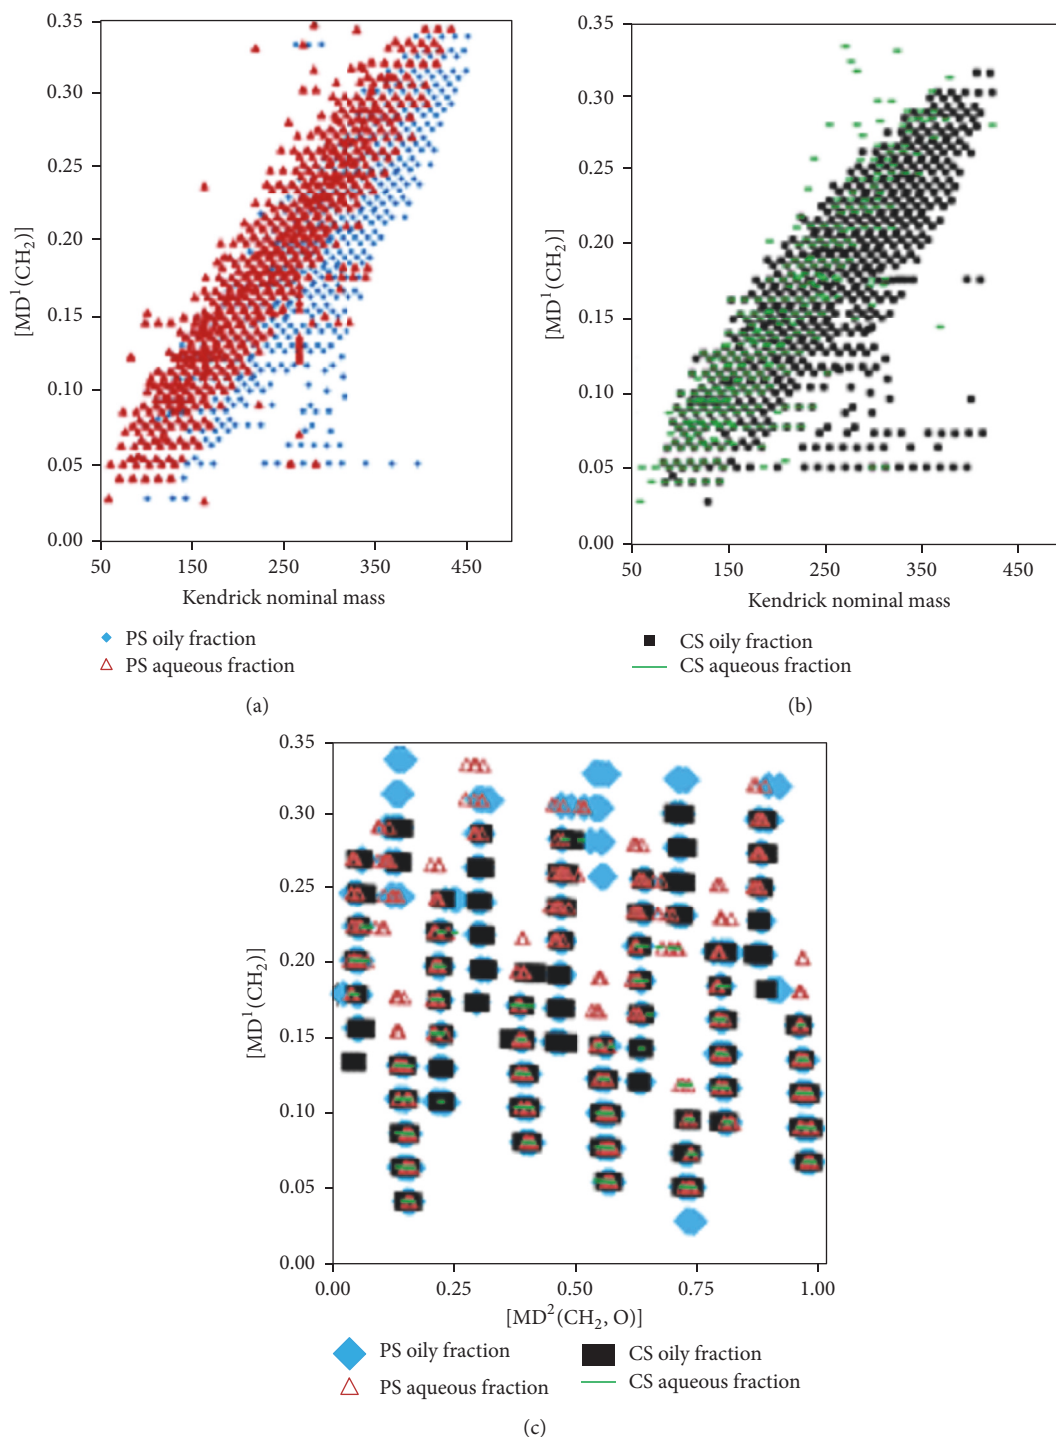 0.35
0.30
0.25
0.20
0.15
0.10
0.05
0.00
[MD¹(CH₂)]
50 150 250 350 450
Kendrick nominal mass
PS oily fraction
PS aqueous fraction
(a)
0.35
0.30
0.25
0.20
0.15
0.10
0.05
0.00
[MD¹(CH₂)]
50 150 250 350 450
Kendrick nominal mass
CS oily fraction
CS aqueous fraction
(b)
0.35
0.30
0.25
0.20
0.15
0.10
0.05
0.00
[MD¹(CH₂)]
0.00 0.25 0.50 0.75 1.00
[MD²(CH₂, O)]
PS oily fraction
PS aqueous fraction
CS oily fraction
CS aqueous fraction
(c)